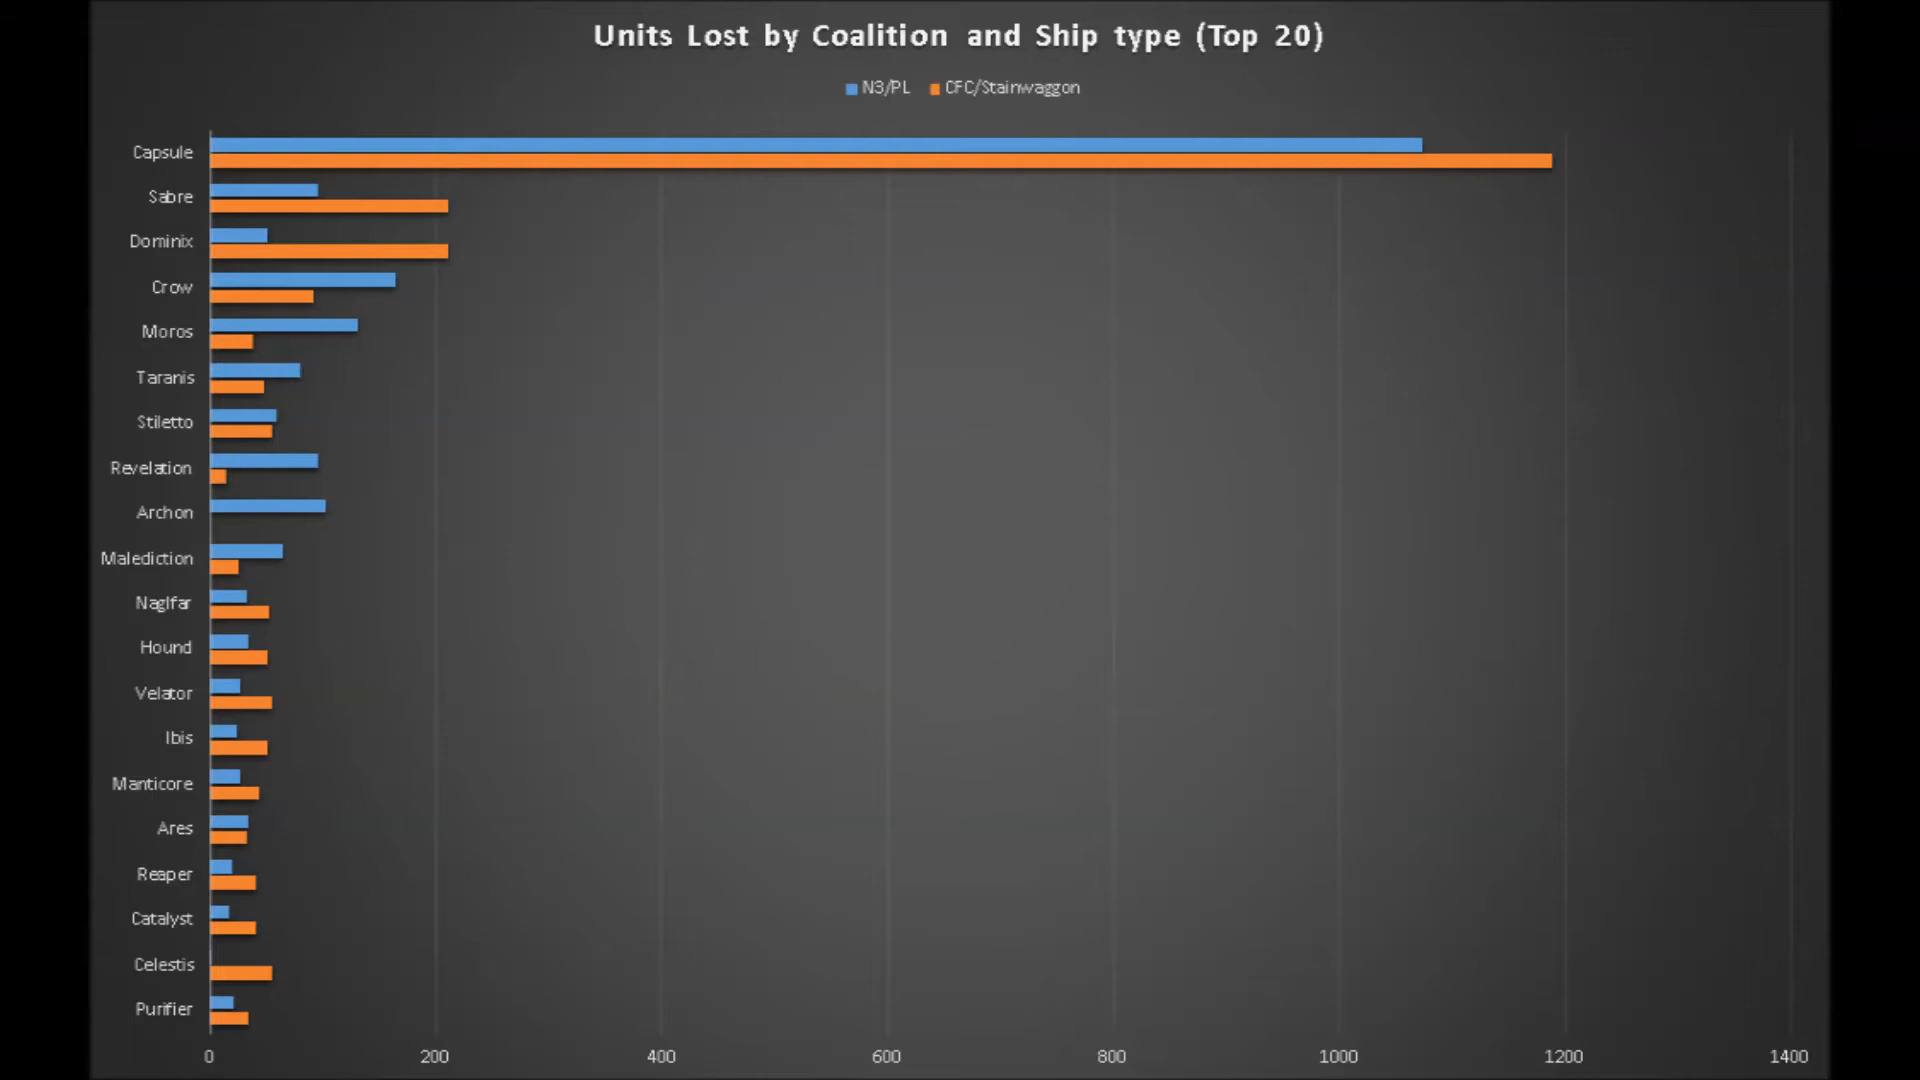 Units Lost by Coalition and Ship type (Top 20)
N3/PL CFC/Stainwaggon
Capsule
Sabre
Dominix
Crow
Moros
Taranis
Stiletto
Revelation
Archon
Malediction
Naglfar
Hound
Velator
Ibis
Manticore
Ares
Reaper
Catalyst
Celestis
Purifier
0 200 400 600 800 1000 1200 1400